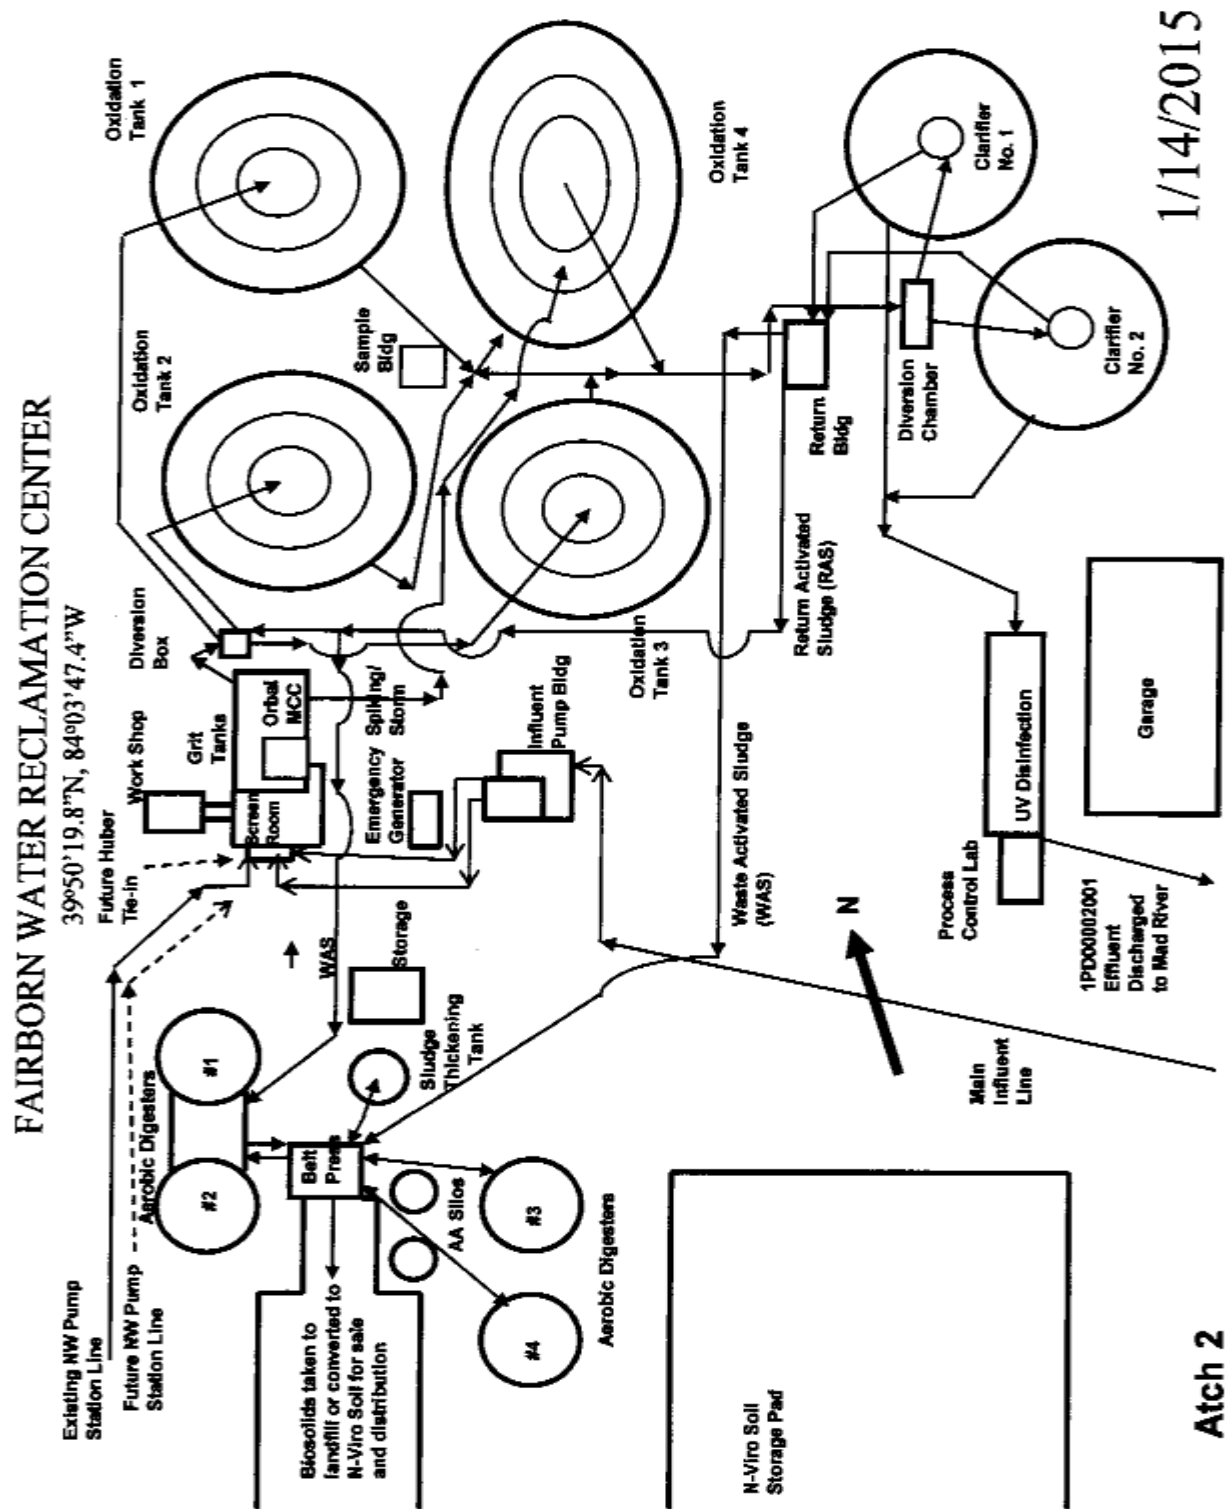 FAIRBORN WATER RECLAMATION CENTER
39º50'19.8"N, 84º03'47.4"W
Existing NW Pump
Station Line
Future NW Pump
Station Line
Future Huber
Tie-in
Work Shop
Grit
Tanks
Screen
Room
Orbal
MCC
Diversion
Box
Oxidation
Tank 2
Oxidation
Tank 1
Aerobic Digesters
#2
#1
WAS
Storage
Emergency
Generator
Spiking/
Storm
Sample
Bldg
Biosolids taken to
landfill or converted to
N-Viro Soil for sale
and distribution
Belt
Press
Sludge
Thickening
Tank
AA Silos
#4
#3
Aerobic Digesters
Influent
Pump Bldg
Oxidation
Tank 3
Oxidation
Tank 4
Waste Activated Sludge
(WAS)
Return Activated
Sludge (RAS)
Return
Bldg
Diversion
Chamber
Clarifier
No. 1
Clarifier
No. 2
N
Main
Influent
Line
Process
Control Lab
UV Disinfection
Garage
1PD00002001
Effluent
Discharged
to Mad River
N-Viro Soil
Storage Pad
Atch 2
1/14/2015